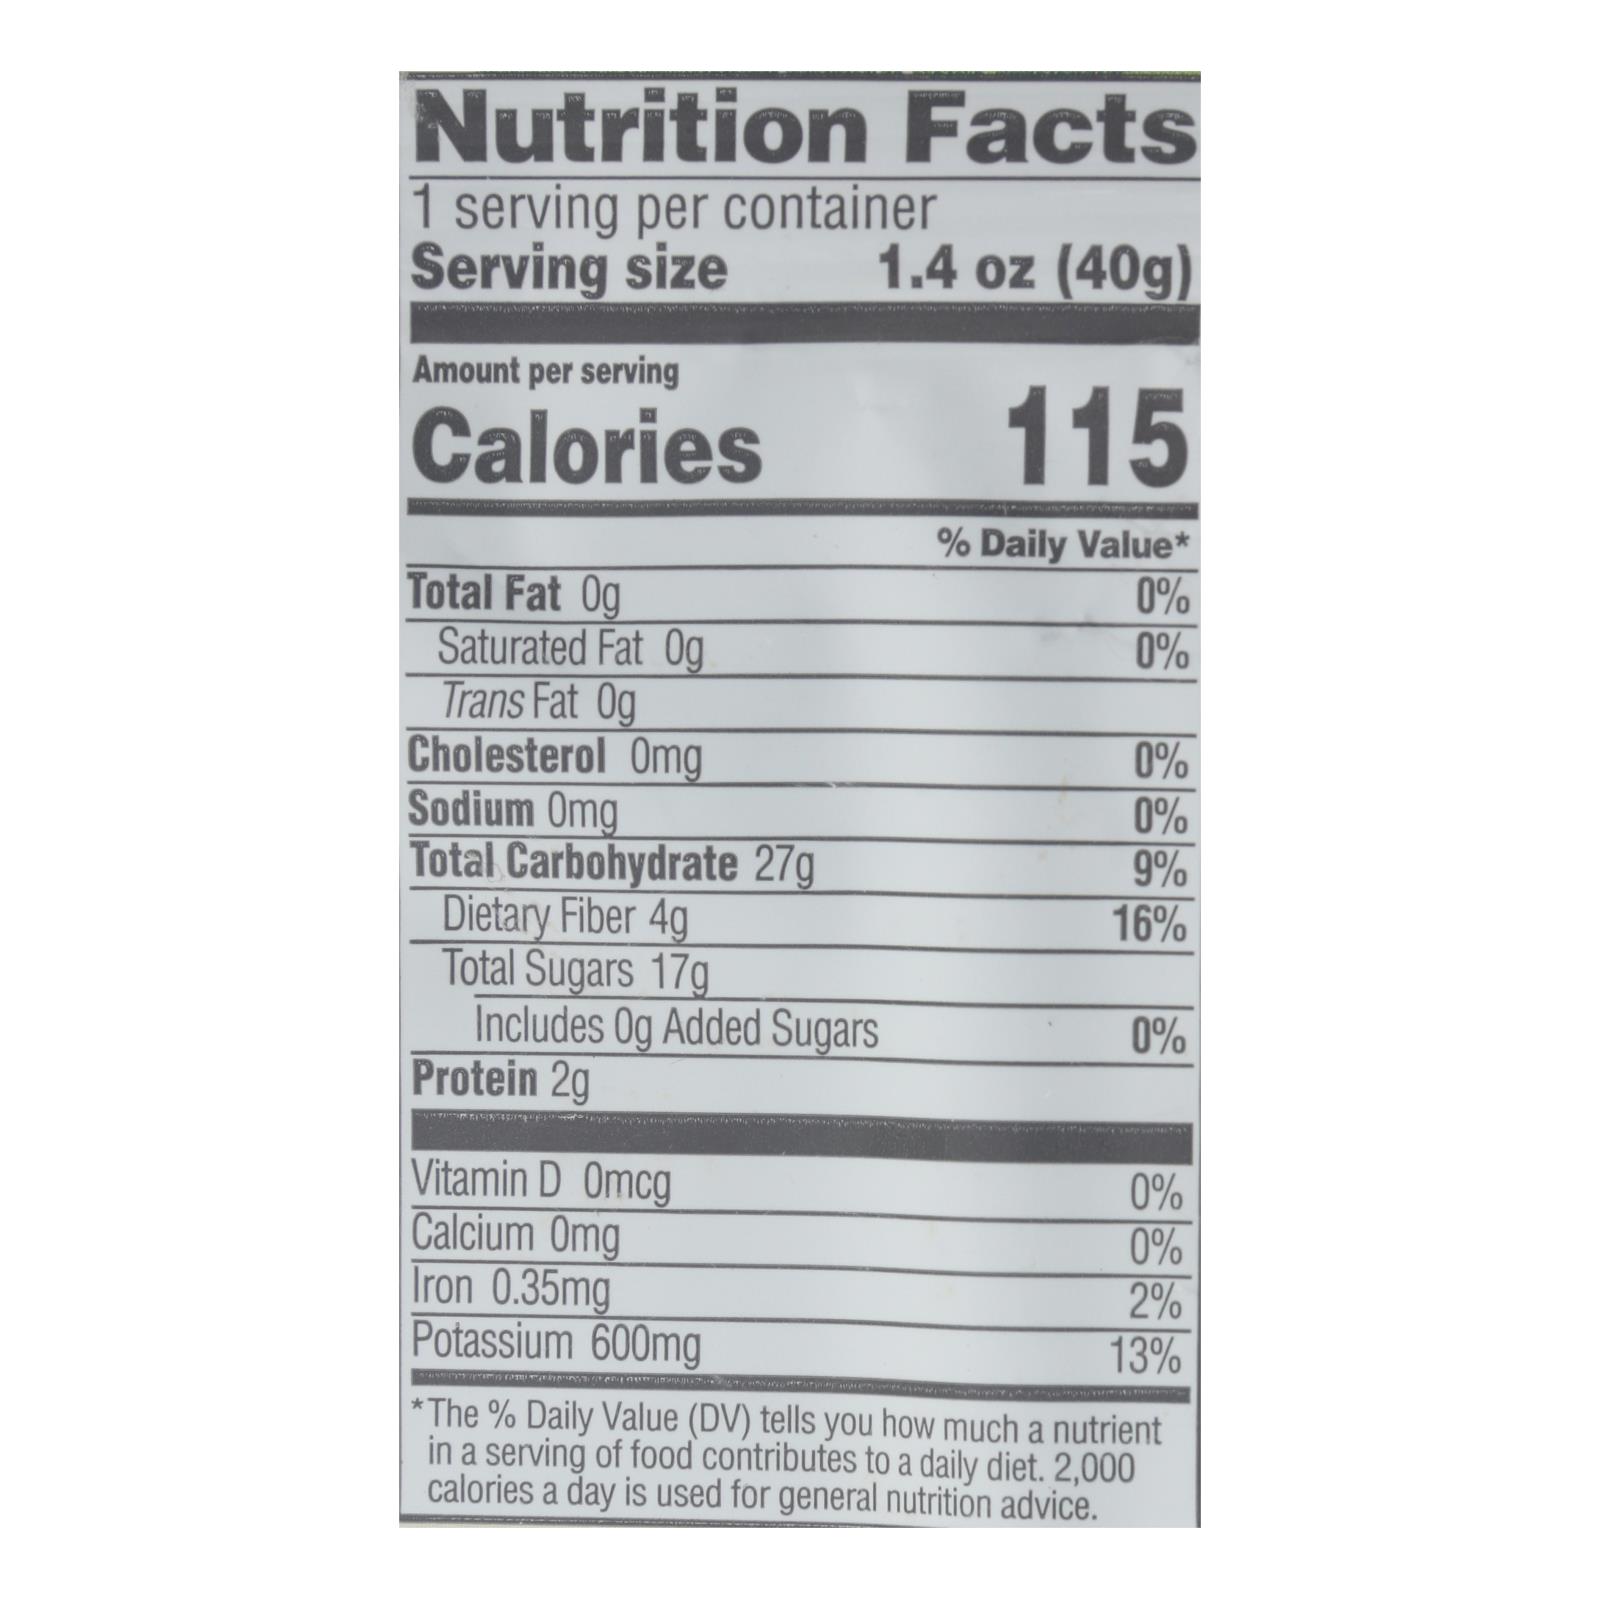 Nutrition Facts
1 serving per container
Serving size 1.4 oz (40g)
Amount per serving
Calories 115
% Daily Value*
Total Fat 0g 0%
Saturated Fat 0g 0%
Trans Fat 0g
Cholesterol 0mg 0%
Sodium 0mg 0%
Total Carbohydrate 27g 9%
Dietary Fiber 4g 16%
Total Sugars 17g
Includes 0g Added Sugars 0%
Protein 2g
Vitamin D 0mcg 0%
Calcium 0mg 0%
Iron 0.35mg 2%
Potassium 600mg 13%
*The % Daily Value (DV) tells you how much a nutrient
in a serving of food contributes to a daily diet. 2,000
calories a day is used for general nutrition advice.